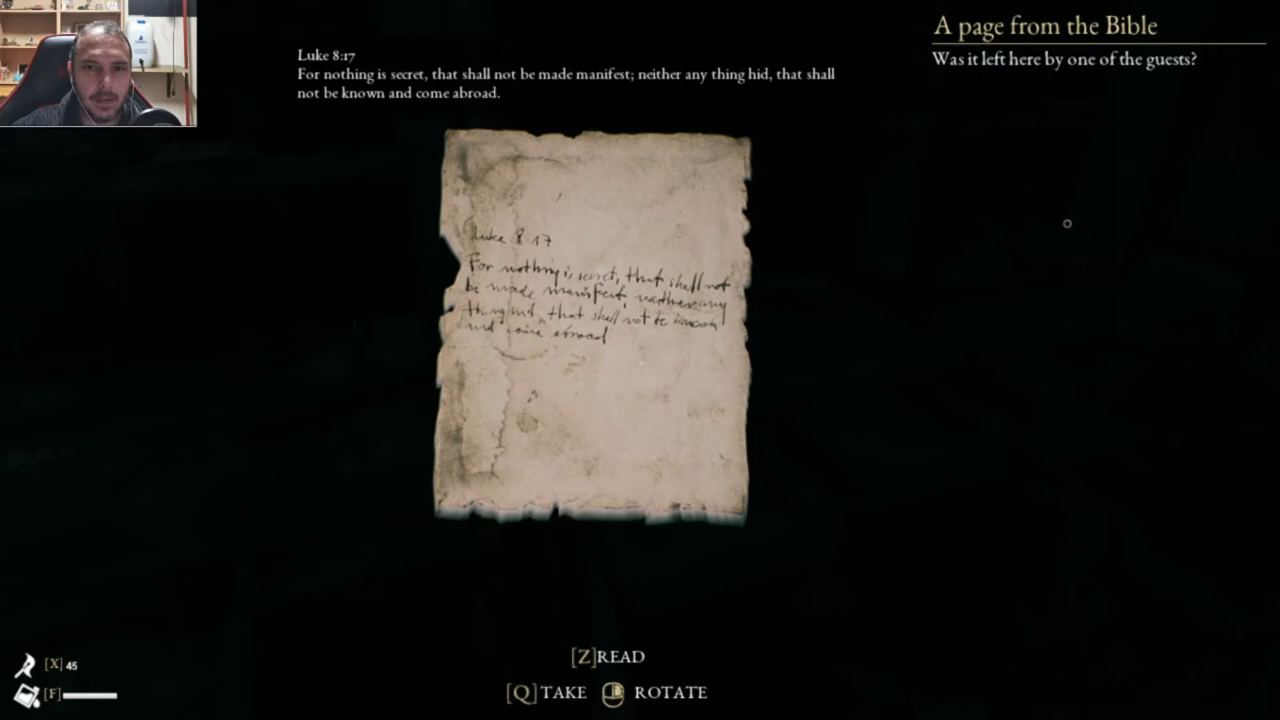 Luke 8:17
For nothing is secret, that shall not be made manifest; neither any thing hid, that shall
not be known and come abroad.
A page from the Bible
Was it left here by one of the guests?
Luke 8:17
For nothing is secret, that shall not
be made manifest, neither any
thing hid, that shall not be known
and come abroad
[Z]READ
[Q]TAKE ROTATE
[X] 45
[F]